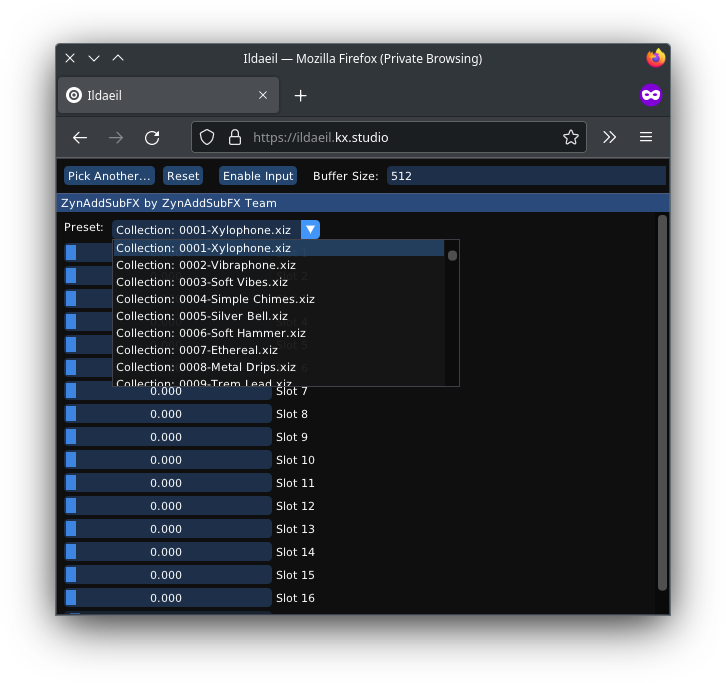 Ildaeil — Mozilla Firefox (Private Browsing)
Ildaeil
https://ildaeil.kx.studio
Pick Another... Reset Enable Input Buffer Size: 512
ZynAddSubFX by ZynAddSubFX Team
Preset: Collection: 0001-Xylophone.xiz
Collection: 0001-Xylophone.xiz
Collection: 0002-Vibraphone.xiz
Collection: 0003-Soft Vibes.xiz
Collection: 0004-Simple Chimes.xiz
Collection: 0005-Silver Bell.xiz
Collection: 0006-Soft Hammer.xiz
Collection: 0007-Ethereal.xiz
Collection: 0008-Metal Drips.xiz
Collection: 0009-Trem Lead.xiz
0.000 Slot 7
0.000 Slot 8
0.000 Slot 9
0.000 Slot 10
0.000 Slot 11
0.000 Slot 12
0.000 Slot 13
0.000 Slot 14
0.000 Slot 15
0.000 Slot 16